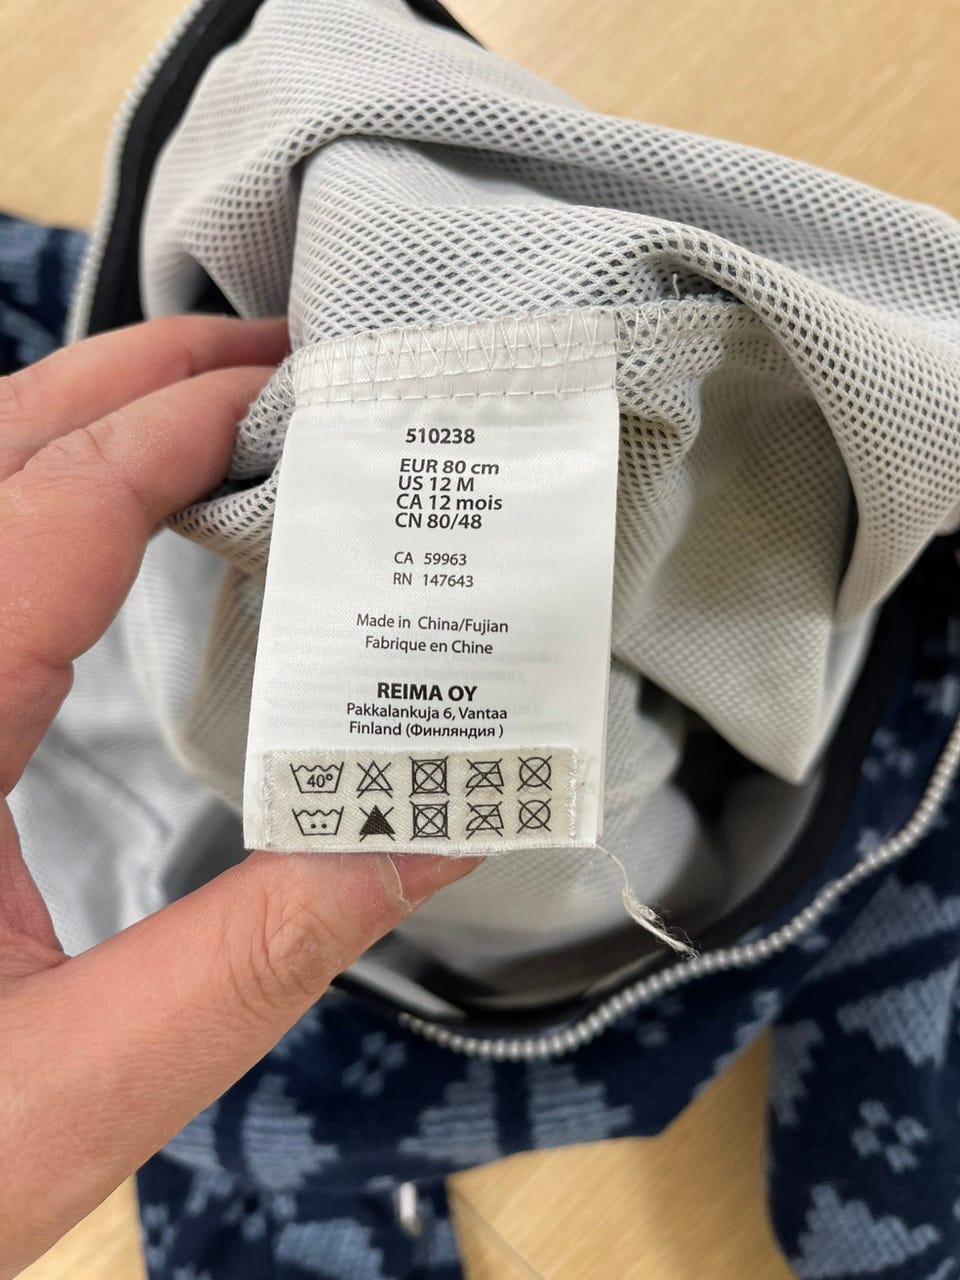 510238
EUR 80 cm
US 12 M
CA 12 mois
CN 80/48
CA 59963
RN 147643
Made in China/Fujian
Fabrique en Chine
REIMA OY
Pakkalankuja 6, Vantaa
Finland (Финляндия )
40°